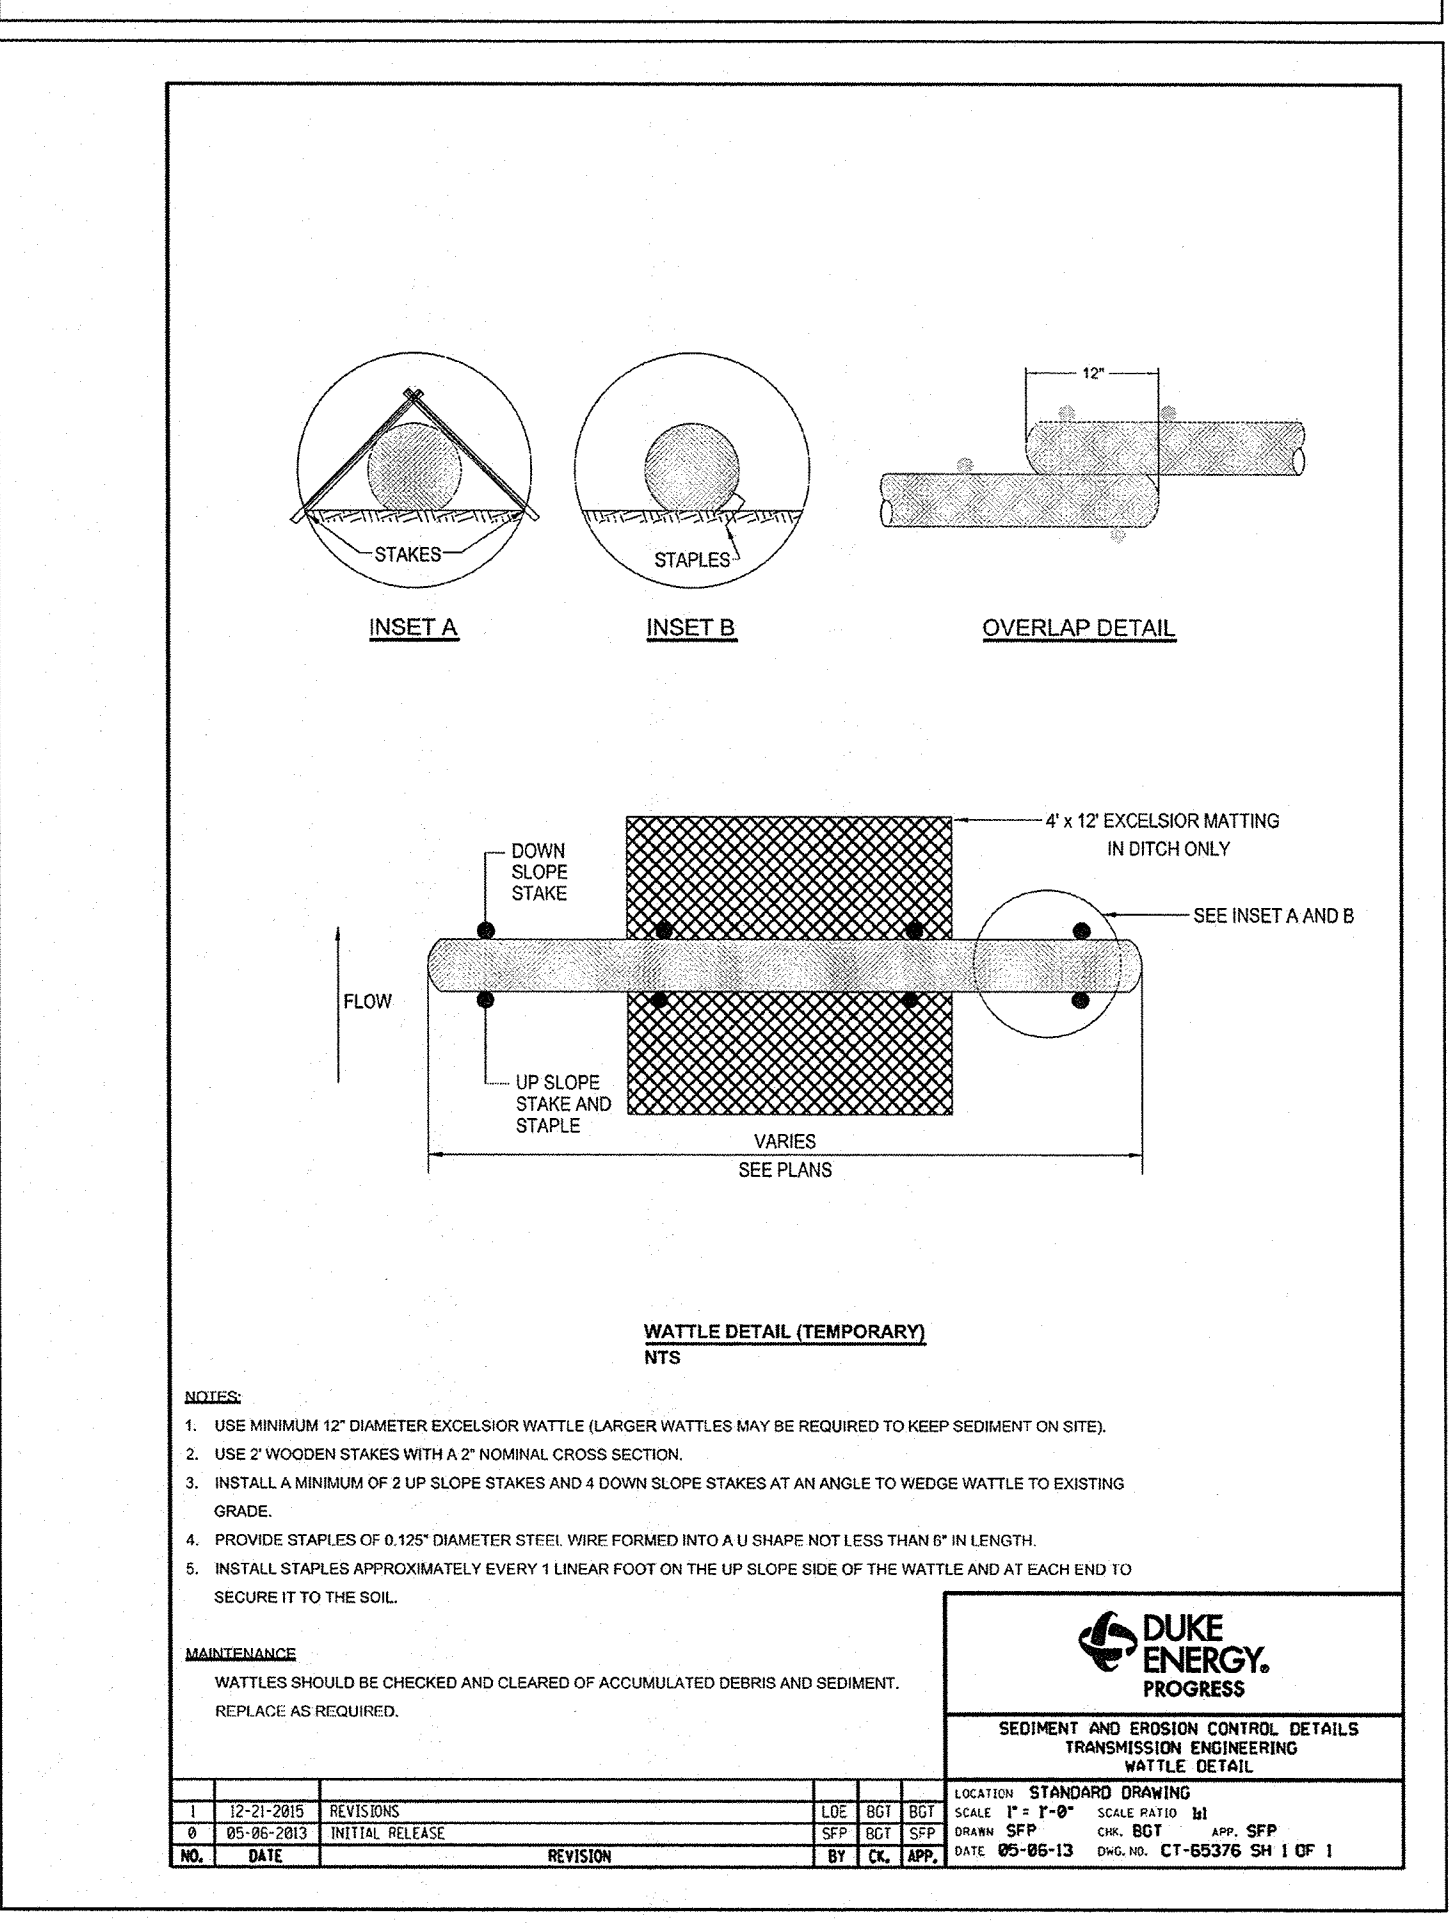 12"
STAKES
STAPLES
INSET A
INSET B
OVERLAP DETAIL
4' x 12' EXCELSIOR MATTING
IN DITCH ONLY
DOWN
SLOPE
STAKE
SEE INSET A AND B
FLOW
UP SLOPE
STAKE AND
STAPLE
VARIES
SEE PLANS
WATTLE DETAIL (TEMPORARY)
NTS
NOTES:
1. USE MINIMUM 12" DIAMETER EXCELSIOR WATTLE (LARGER WATTLES MAY BE REQUIRED TO KEEP SEDIMENT ON SITE).
2. USE 2' WOODEN STAKES WITH A 2" NOMINAL CROSS SECTION.
3. INSTALL A MINIMUM OF 2 UP SLOPE STAKES AND 4 DOWN SLOPE STAKES AT AN ANGLE TO WEDGE WATTLE TO EXISTING
GRADE.
4. PROVIDE STAPLES OF 0.125" DIAMETER STEEL WIRE FORMED INTO A U SHAPE NOT LESS THAN 6" IN LENGTH.
5. INSTALL STAPLES APPROXIMATELY EVERY 1 LINEAR FOOT ON THE UP SLOPE SIDE OF THE WATTLE AND AT EACH END TO
SECURE IT TO THE SOIL.
MAINTENANCE
WATTLES SHOULD BE CHECKED AND CLEARED OF ACCUMULATED DEBRIS AND SEDIMENT.
REPLACE AS REQUIRED.
DUKE
ENERGY®
PROGRESS
SEDIMENT AND EROSION CONTROL DETAILS
TRANSMISSION ENGINEERING
WATTLE DETAIL
LOCATION STANDARD DRAWING
SCALE 1" = 1'-0" SCALE RATIO 1:1
DRAWN SFP CHK. BGT APP. SFP
DATE 05-06-13 DWG. NO. CT-65376 SH 1 OF 1
1 12-21-2015 REVISIONS LOE BGT BGT
0 05-06-2013 INITIAL RELEASE SFP BGT SFP
NO. DATE REVISION BY CK. APP.